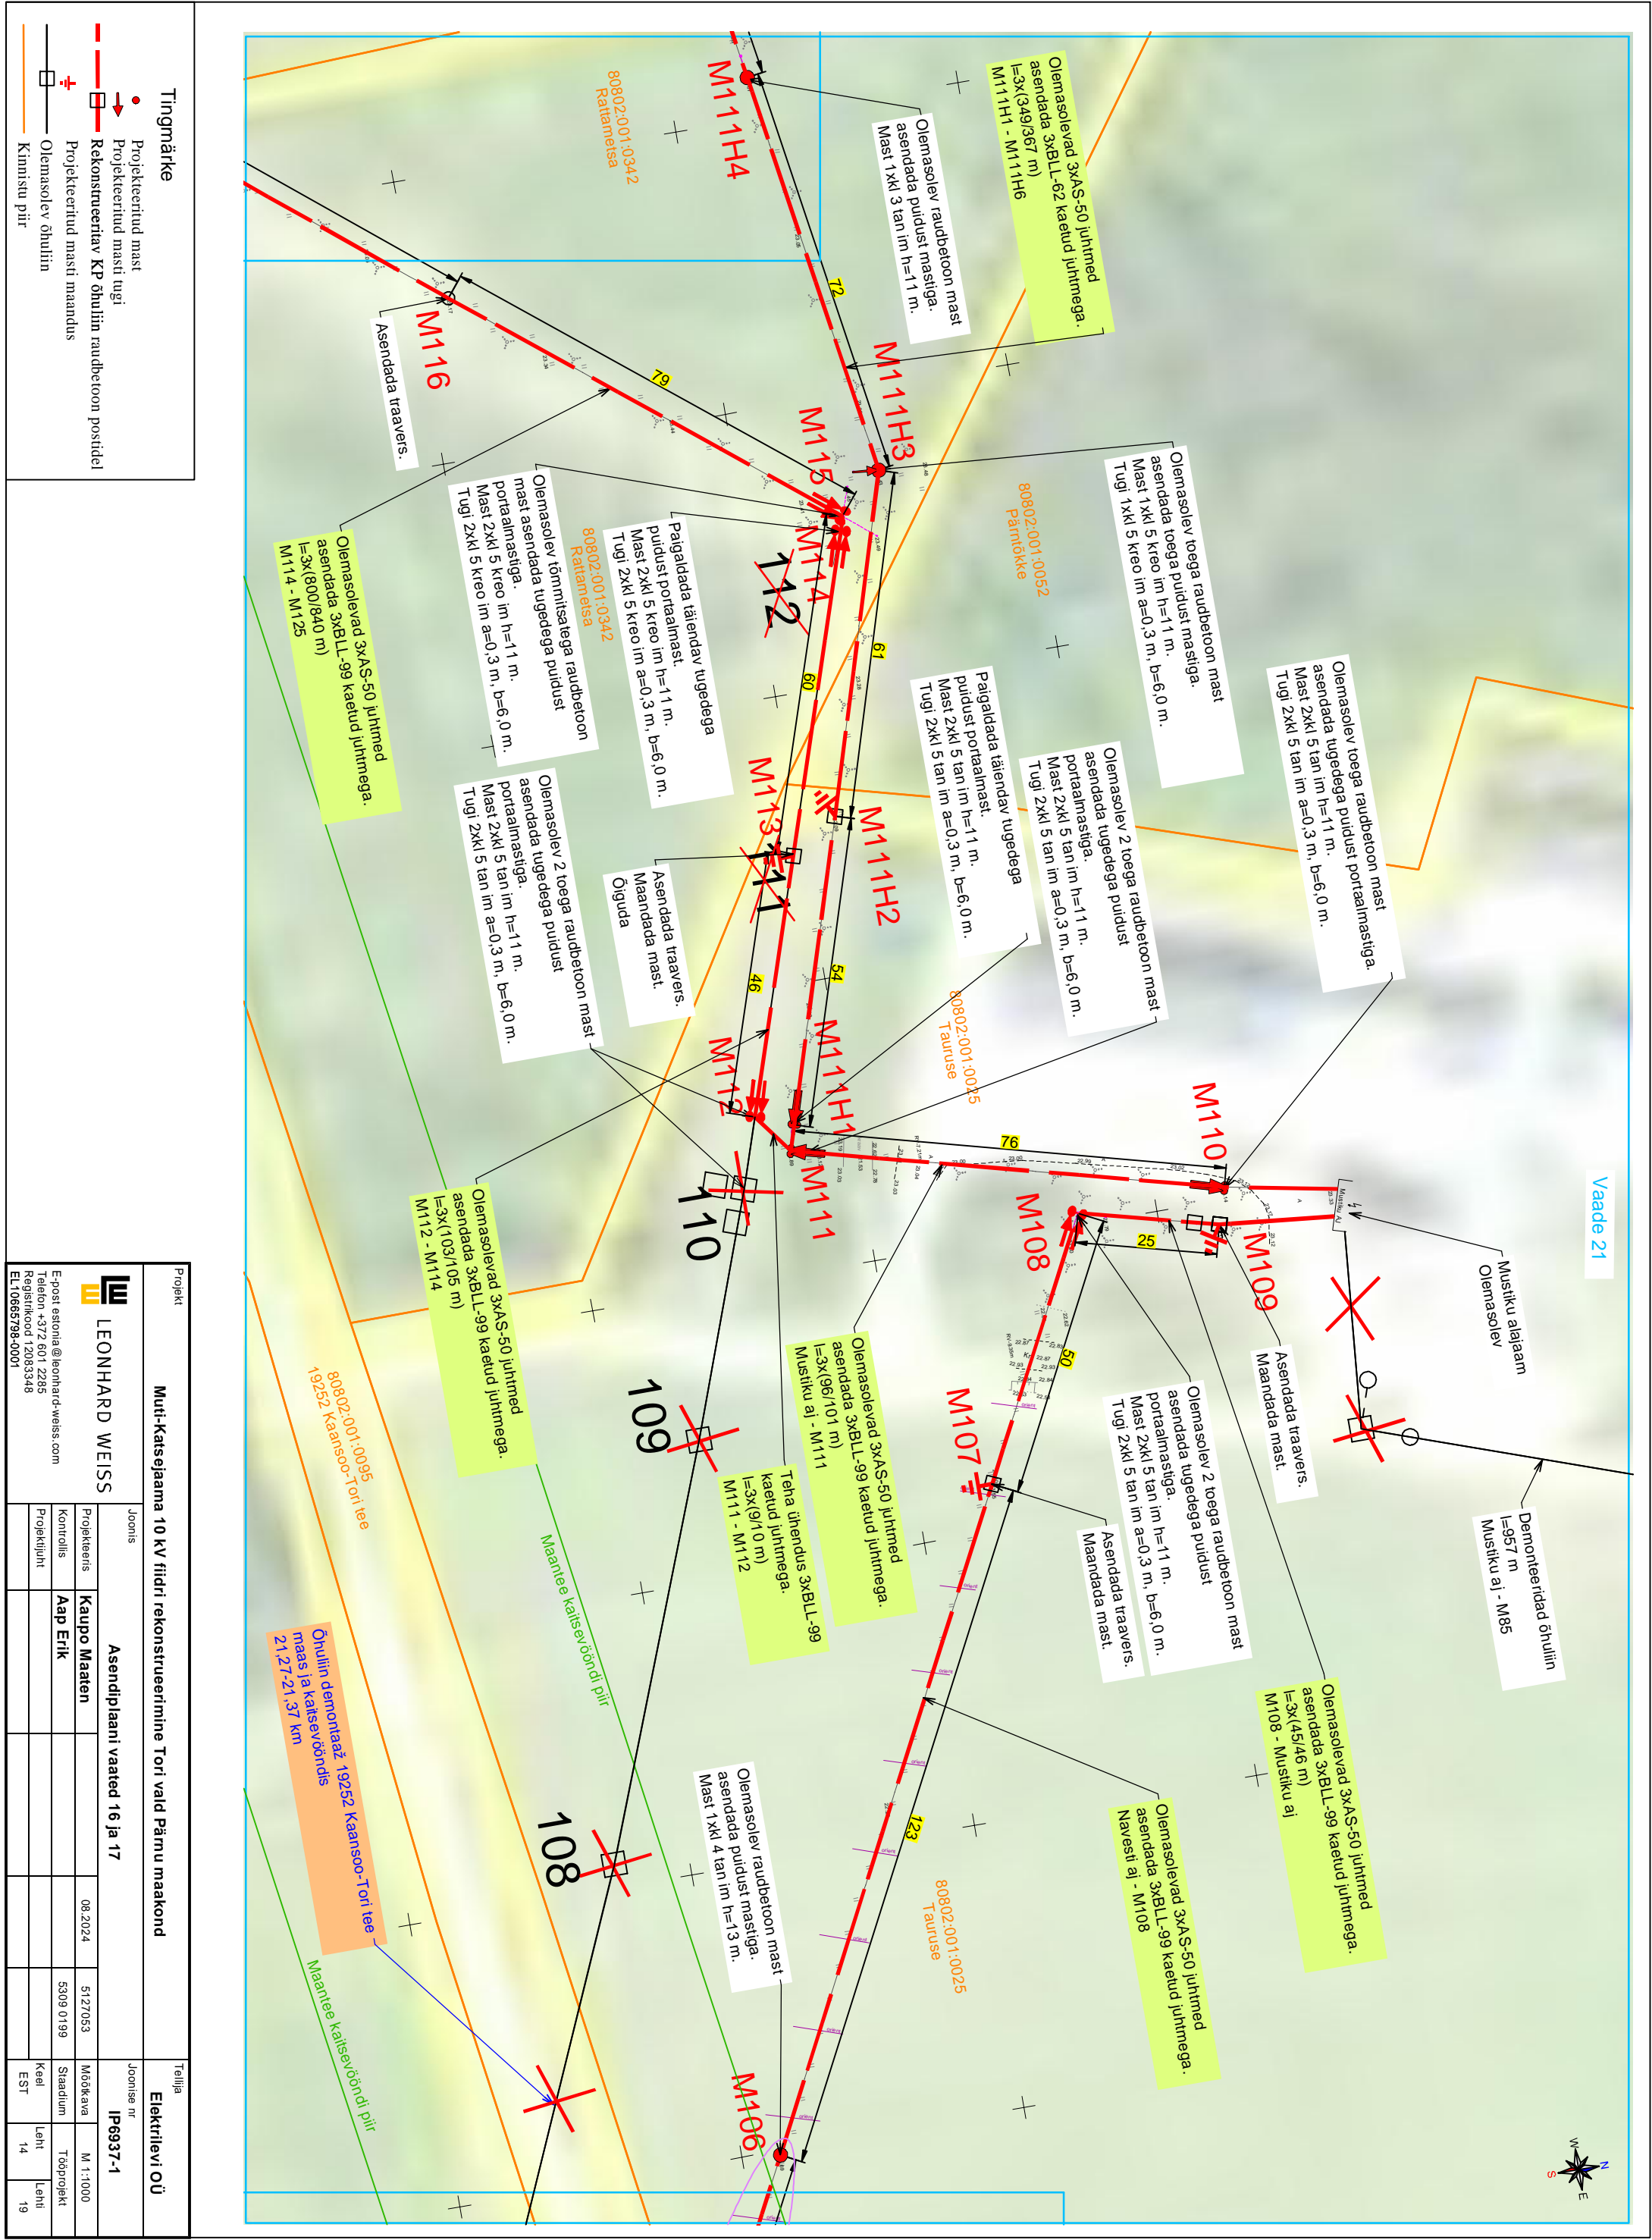 Vaade 21
Olemasolevad 3xAS-50 juhtmed
asendada 3xBLL-62 kaetud juhtmega.
l=3x(349/367 m)
M111H1 - M111H6
Olemasolev raudbetoon mast
asendada puidust mastiga.
Mast 1xkl 3 tan im h=11 m.
M111H4
80802:001:0342
Rattametsa
72
M111H3
Olemasolev toega raudbetoon mast
asendada toega puidust mastiga.
Mast 1xkl 5 kreo im h=11 m.
Tugi 1xkl 5 kreo im a=0,3 m, b=6,0 m.
80802:001:0052
Pärntõkke
M116
Asendada traavers.
79
M115
M114
112
61
60
Paigaldada täiendav tugedega
puidust portaalmast.
Mast 2xkl 5 kreo im h=11 m.
Tugi 2xkl 5 kreo im a=0,3 m, b=6,0 m.
80802:001:0342
Rattametsa
Olemasolev tõmmitsatega raudbetoon
mast asendada tugedega puidust
portaalmastiga.
Mast 2xkl 5 kreo im h=11 m.
Tugi 2xkl 5 kreo im a=0,3 m, b=6,0 m.
Olemasolevad 3xAS-50 juhtmed
asendada 3xBLL-99 kaetud juhtmega.
l=3x(800/840 m)
M114 - M125
Olemasolev toega raudbetoon mast
asendada tugedega puidust portaalmastiga.
Mast 2xkl 5 tan im h=11 m.
Tugi 2xkl 5 tan im a=0,3 m, b=6,0 m.
Olemasolev 2 toega raudbetoon mast
asendada tugedega puidust
portaalmastiga.
Mast 2xkl 5 tan im h=11 m.
Tugi 2xkl 5 tan im a=0,3 m, b=6,0 m.
Paigaldada täiendav tugedega
puidust portaalmast.
Mast 2xkl 5 tan im h=11 m.
Tugi 2xkl 5 tan im a=0,3 m, b=6,0 m.
M111H2
M113
111
Asendada traavers.
Maandada mast.
Õiguda
Olemasolev 2 toega raudbetoon mast
asendada tugedega puidust
portaalmastiga.
Mast 2xkl 5 tan im h=11 m.
Tugi 2xkl 5 tan im a=0,3 m, b=6,0 m.
54
46
80802:001:0025
Tauruse
M111H1
M112
M111
M110
76
110
M108
M109
25
Mustiku AJ
Mustiku alajaam
Olemasolev
Asendada traavers.
Maandada mast.
Olemasolev 2 toega raudbetoon mast
asendada tugedega puidust
portaalmastiga.
Mast 2xkl 5 tan im h=11 m.
Tugi 2xkl 5 tan im a=0,3 m, b=6,0 m.
50
Olemasolevad 3xAS-50 juhtmed
asendada 3xBLL-99 kaetud juhtmega.
l=3x(96/101 m)
Mustiku aj - M111
Teha ühendus 3xBLL-99
kaetud juhtmega.
l=3x(9/10 m)
M111 - M112
Olemasolevad 3xAS-50 juhtmed
asendada 3xBLL-99 kaetud juhtmega.
l=3x(103/105 m)
M112 - M114
M107
Asendada traavers.
Maandada mast.
109
Demonteeridad õhuliin
l=957 m
Mustiku aj - M85
Olemasolevad 3xAS-50 juhtmed
asendada 3xBLL-99 kaetud juhtmega.
l=3x(45/46 m)
M108 - Mustiku aj
Olemasolevad 3xAS-50 juhtmed
asendada 3xBLL-99 kaetud juhtmega.
Navesti aj - M108
123
80802:001:0025
Tauruse
Olemasolev raudbetoon mast
asendada puidust mastiga.
Mast 1xkl 4 tan im h=13 m.
M106
108
80802:001:0095
19252 Kaansoo-Tori tee
Maantee kaitsevööndi piir
Maantee kaitsevööndi piir
Õhuliin demontaaž 19252 Kaansoo-Tori tee
maas ja kaitsevööndis
21,27-21,37 km
N
E
S
W
Tingmärke
Projekteeritud mast
Projekteeritud masti tugi
Rekonstrueeritav KP õhuliin raudbetoon postidel
Projekteeritud masti maandus
Olemasolev õhuliin
Kinnistu piir
Projekt
Muti-Katsejaama 10 kV fiidri rekonstrueerimine Tori vald Pärnu maakond
Tellija
Elektrilevi OÜ
LEONHARD WEISS
E-post estonia@leonhard-weiss.com
Telefon +372 601 2285
Registrikood 12083348
EL10665798-0001
Joonis
Asendiplaani vaated 16 ja 17
Joonise nr
IP6937-1
Projekteeris
Kaupo Maaten
08.2024
5127053
Mõõtkava
M 1:1000
Kontrollis
Aap Erik
5309 0199
Staadium
Tööprojekt
Projektijuht
Keel
EST
Leht
14
Lehti
19